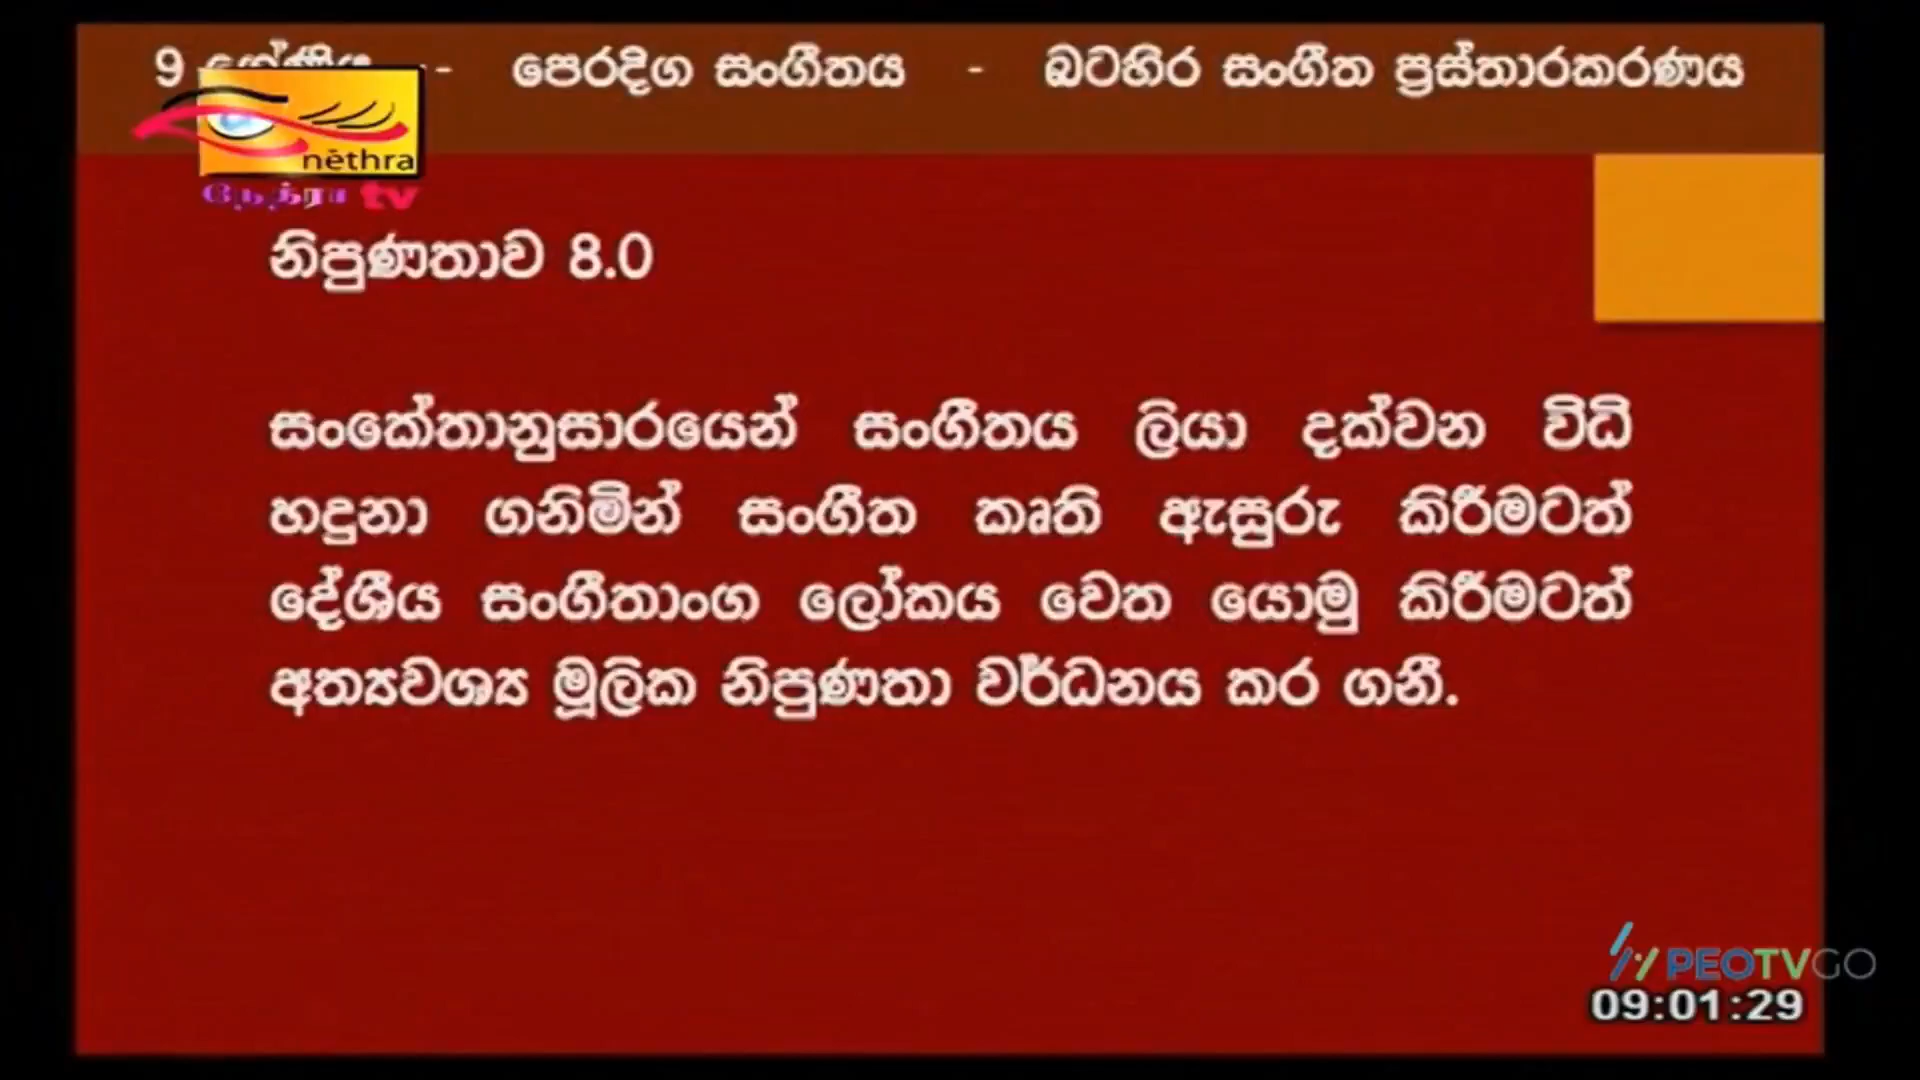 9 ශ්‍රේණිය - පෙරදිග සංගීතය - බටහිර සංගීත ප්‍රස්තාරකරණය
nēthra
நேத்ரா tv
නිපුණතාව 8.0
සංකේතානුසාරයෙන් සංගීතය ලියා දක්වන විධි
හදුනා ගනිමින් සංගීත කෘති ඇසුරු කිරීමටත්
දේශීය සංගීතාංග ලෝකය වෙත යොමු කිරීමටත්
අත්‍යවශ්‍ය මූලික නිපුණතා වර්ධනය කර ගනී.
PEOTVGO
09:01:29